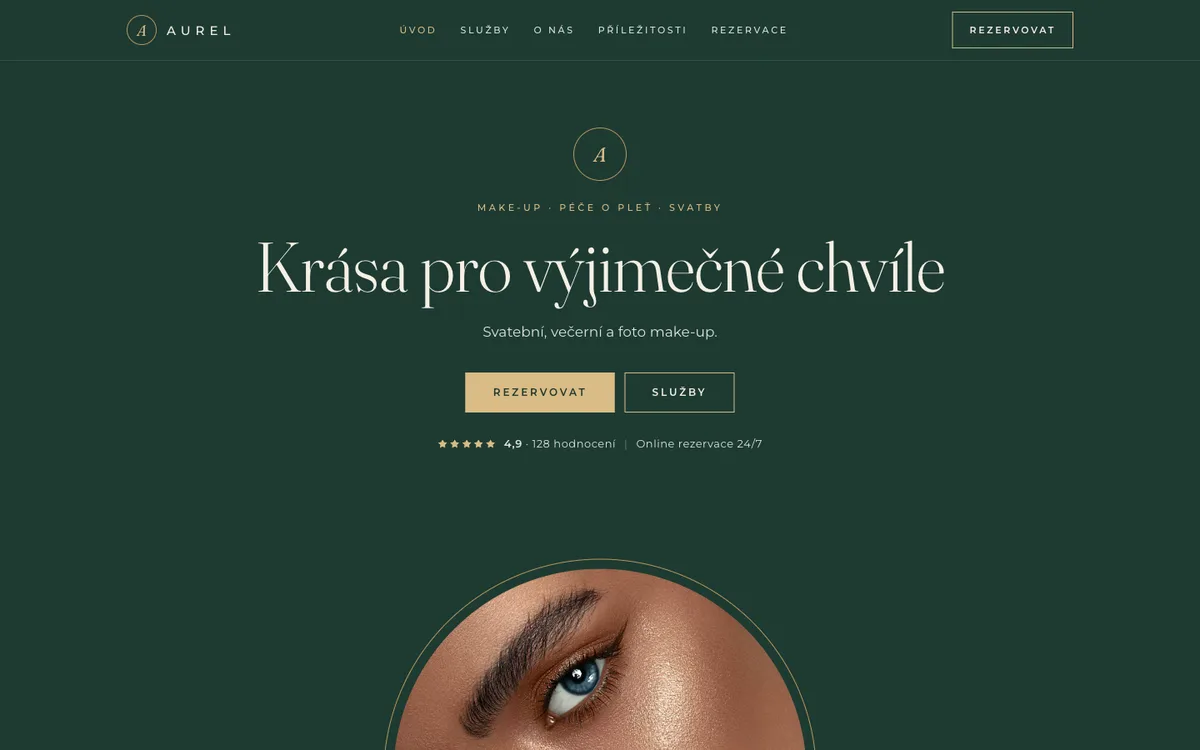 A AUREL
ÚVOD SLUŽBY O NÁS PŘÍLEŽITOSTI REZERVACE
REZERVOVAT
A
MAKE-UP · PÉČE O PLEŤ · SVATBY
Krása pro výjimečné chvíle
Svatební, večerní a foto make-up.
REZERVOVAT SLUŽBY
★★★★★ 4,9 · 128 hodnocení | Online rezervace 24/7